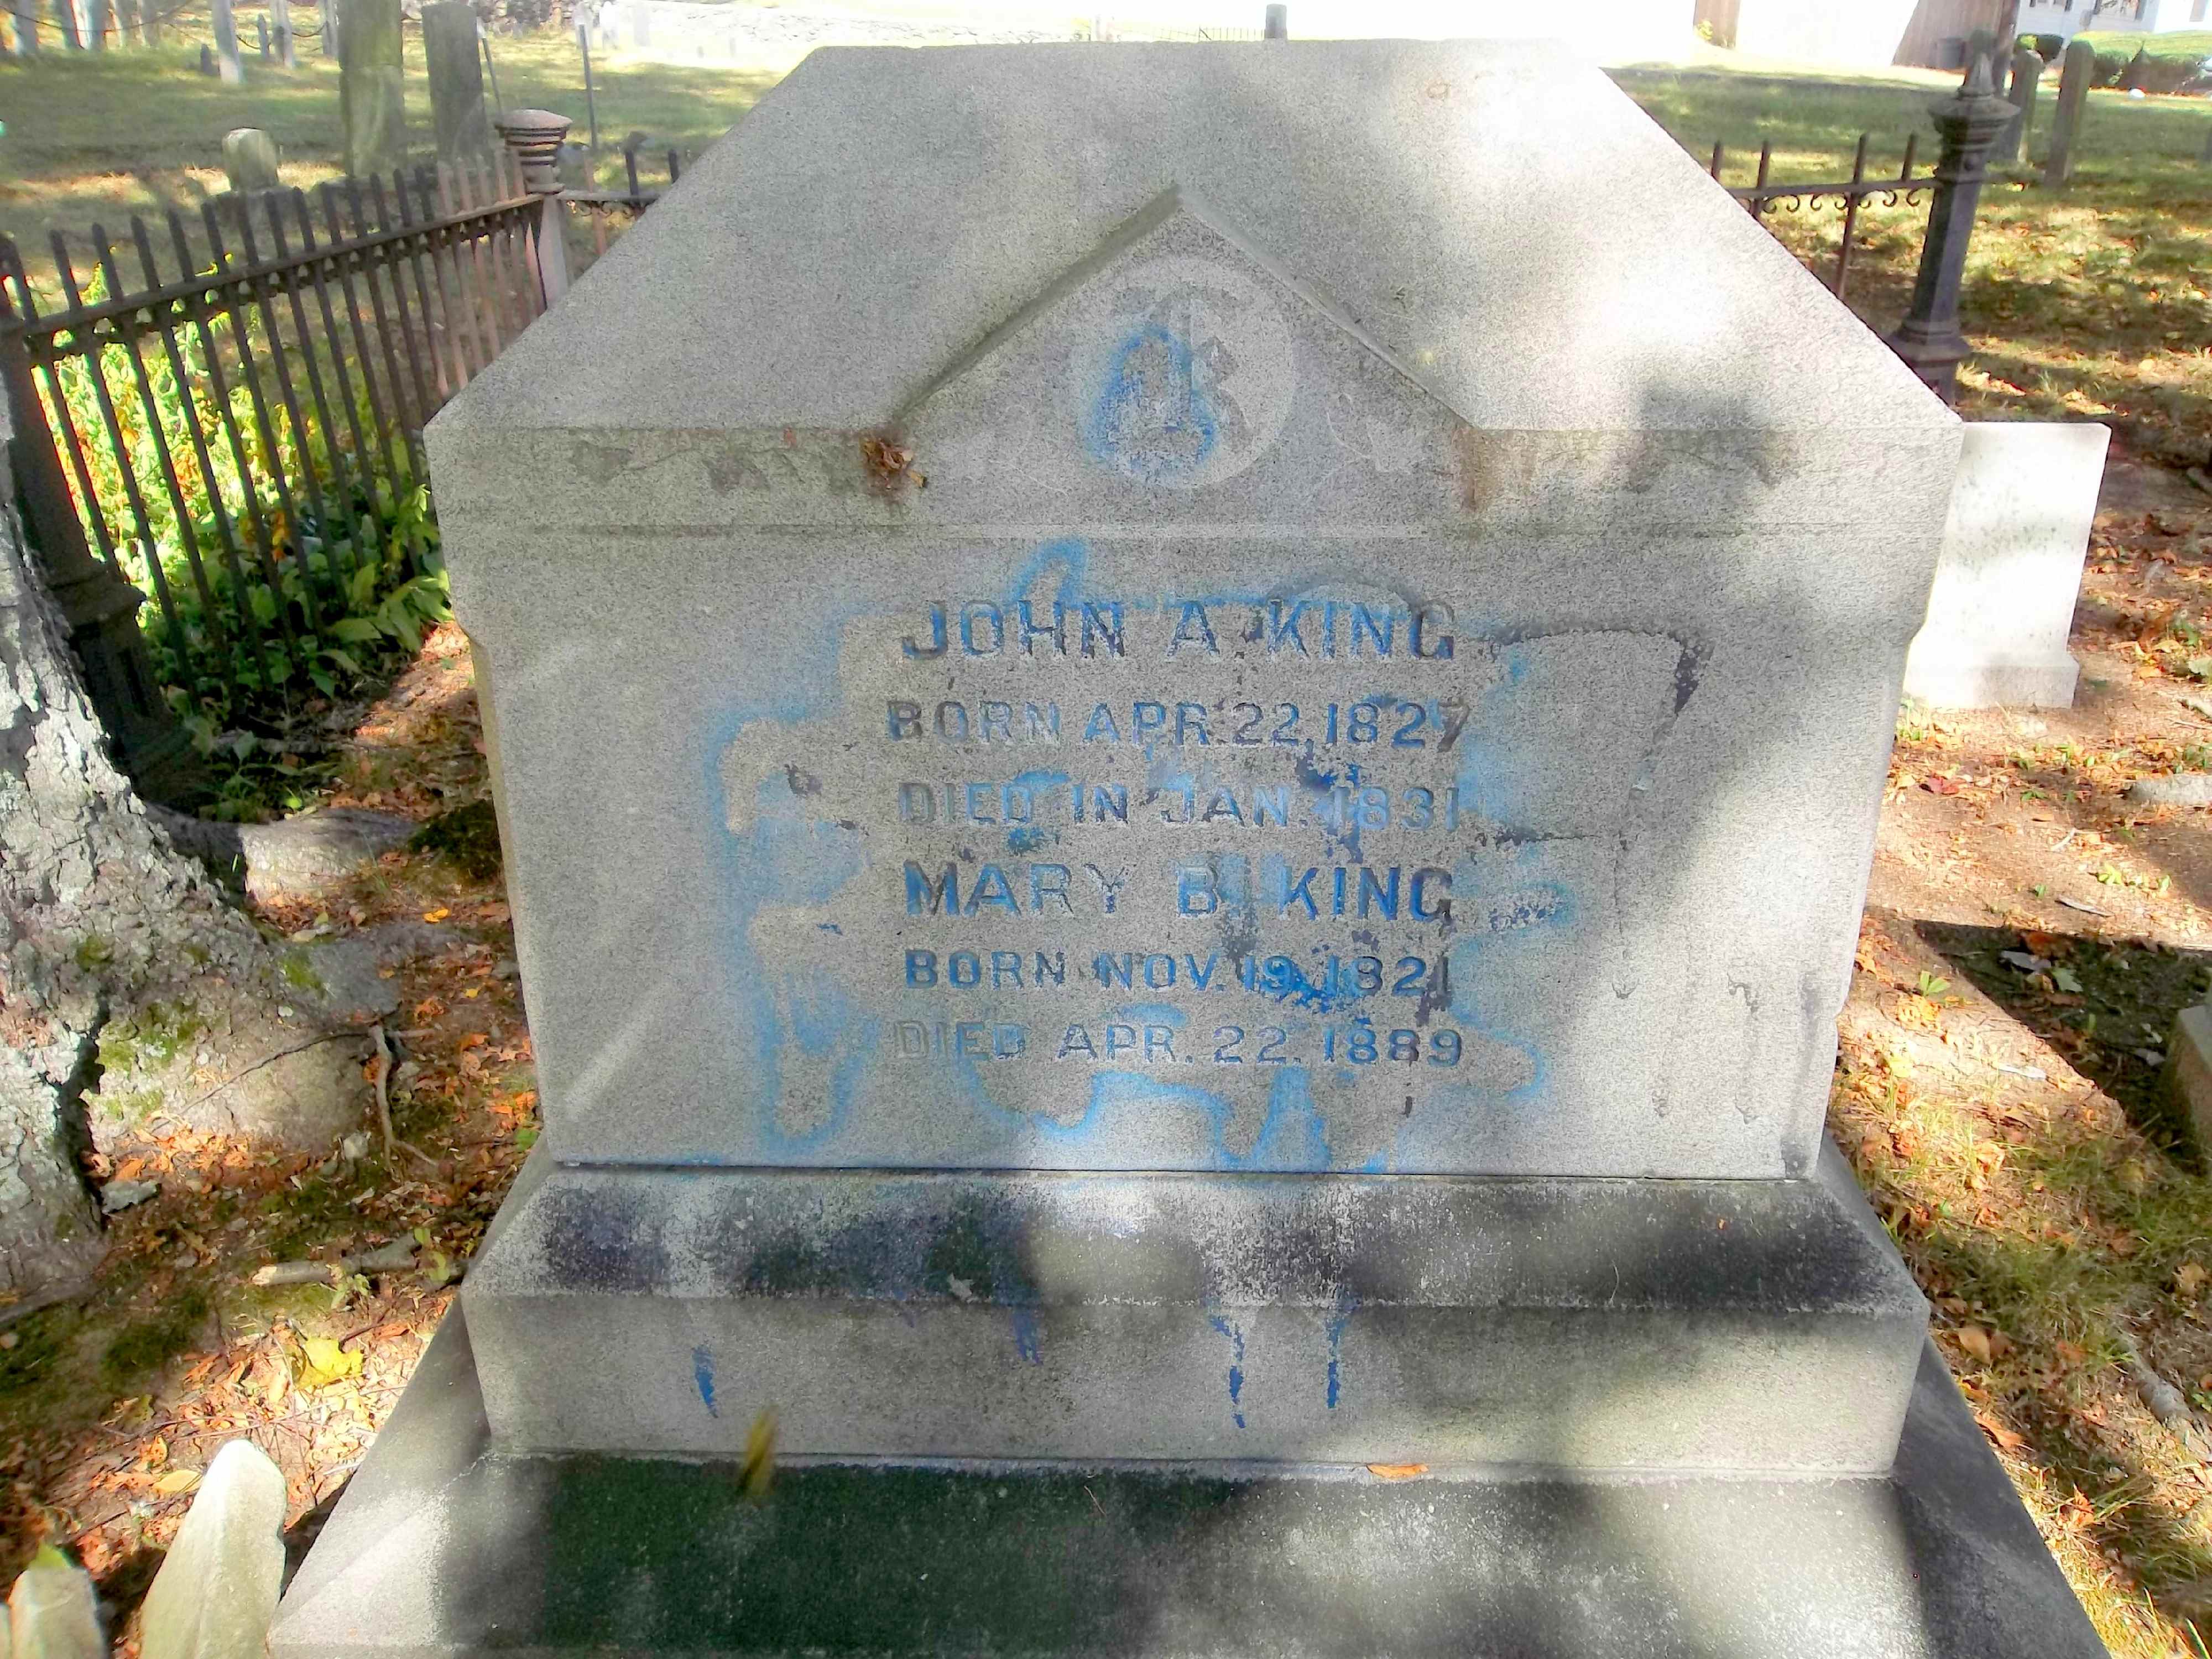 K
JOHN A. KING
BORN APR. 22, 1827
DIED IN JAN. 1831
MARY B. KING
BORN NOV. 19, 1821
DIED APR. 22. 1889